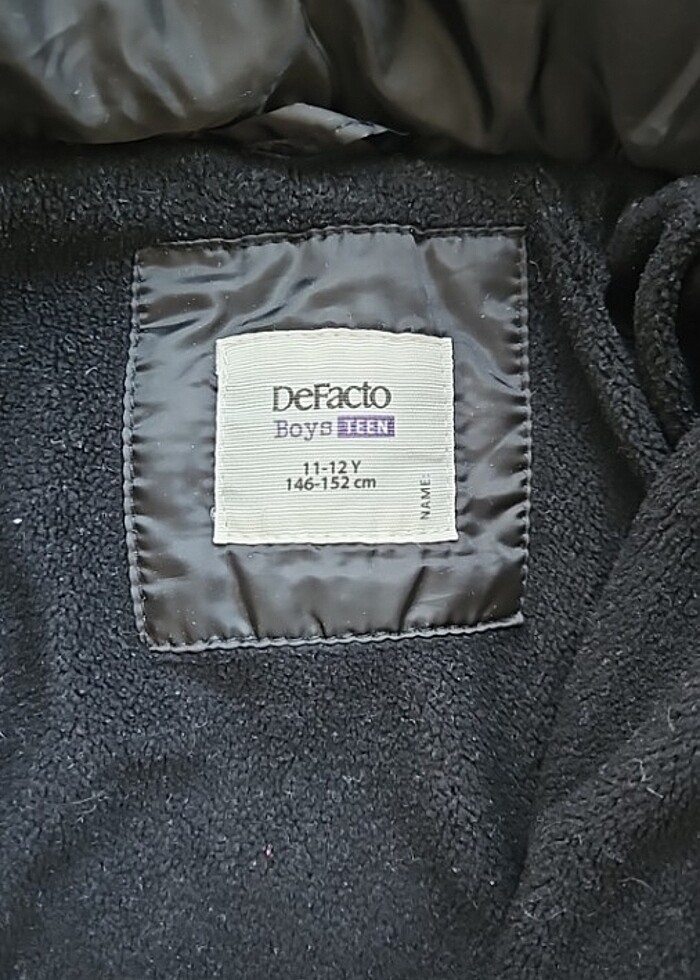 DeFacto
Boys TEEN
11-12 Y
146-152 cm
NAME: